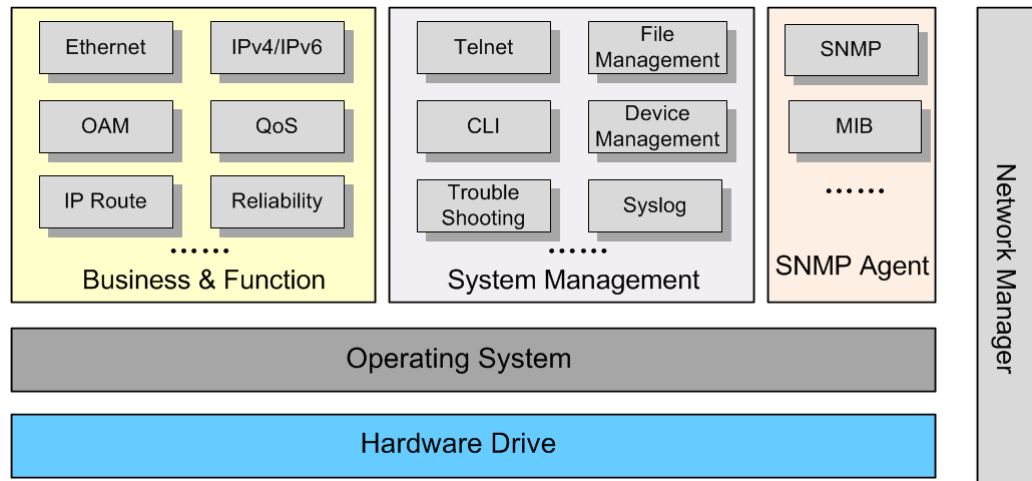 Ethernet
IPv4/IPv6
OAM
QoS
IP Route
Reliability
......
Business & Function
Telnet
File
Management
CLI
Device
Management
Trouble
Shooting
Syslog
......
System Management
SNMP
MIB
......
SNMP Agent
Network Manager
Operating System
Hardware Drive